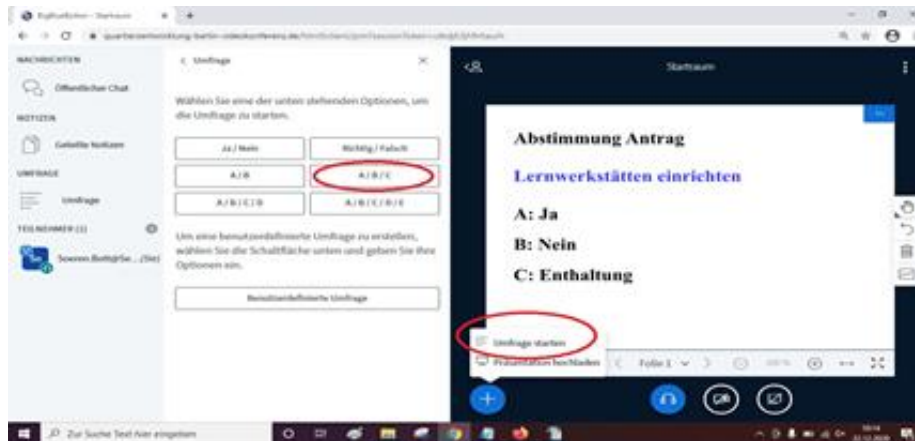 BigBlueButton - Startraum
NACHRICHTEN
Öffentlicher Chat
NOTIZEN
Geteilte Notizen
UMFRAGE
Umfrage
TEILNEHMER (1)
Umfrage
Wählen Sie eine der unten stehenden Optionen, um
die Umfrage zu starten.
Ja / Nein
Richtig / Falsch
A / B
A / B / C
A / B / C / D
A / B / C / D / E
Um eine benutzerdefinierte Umfrage zu erstellen,
wählen Sie die Schaltfläche unten und geben Sie Ihre
Optionen ein.
Benutzerdefinierte Umfrage
Startraum
Abstimmung Antrag
Lernwerkstätten einrichten
A: Ja
B: Nein
C: Enthaltung
Umfrage starten
Präsentation hochladen
Folie 1
100%
Zur Suche Text hier eingeben